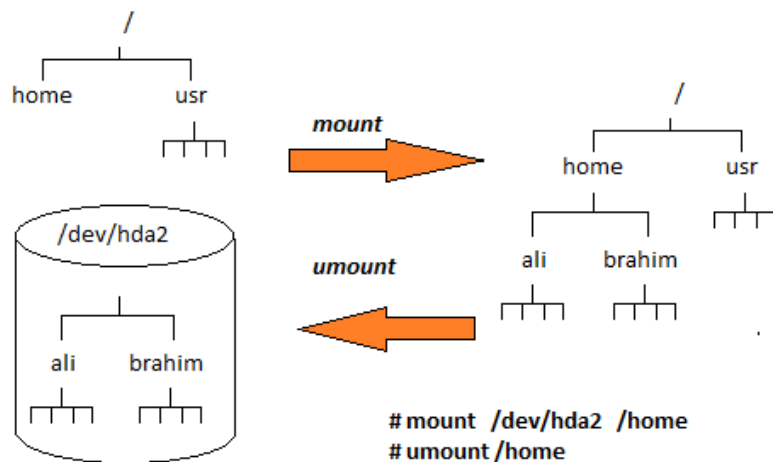 /
home usr
mount
/
home usr
/dev/hda2
umount
ali brahim
ali brahim
# mount /dev/hda2 /home
# umount /home